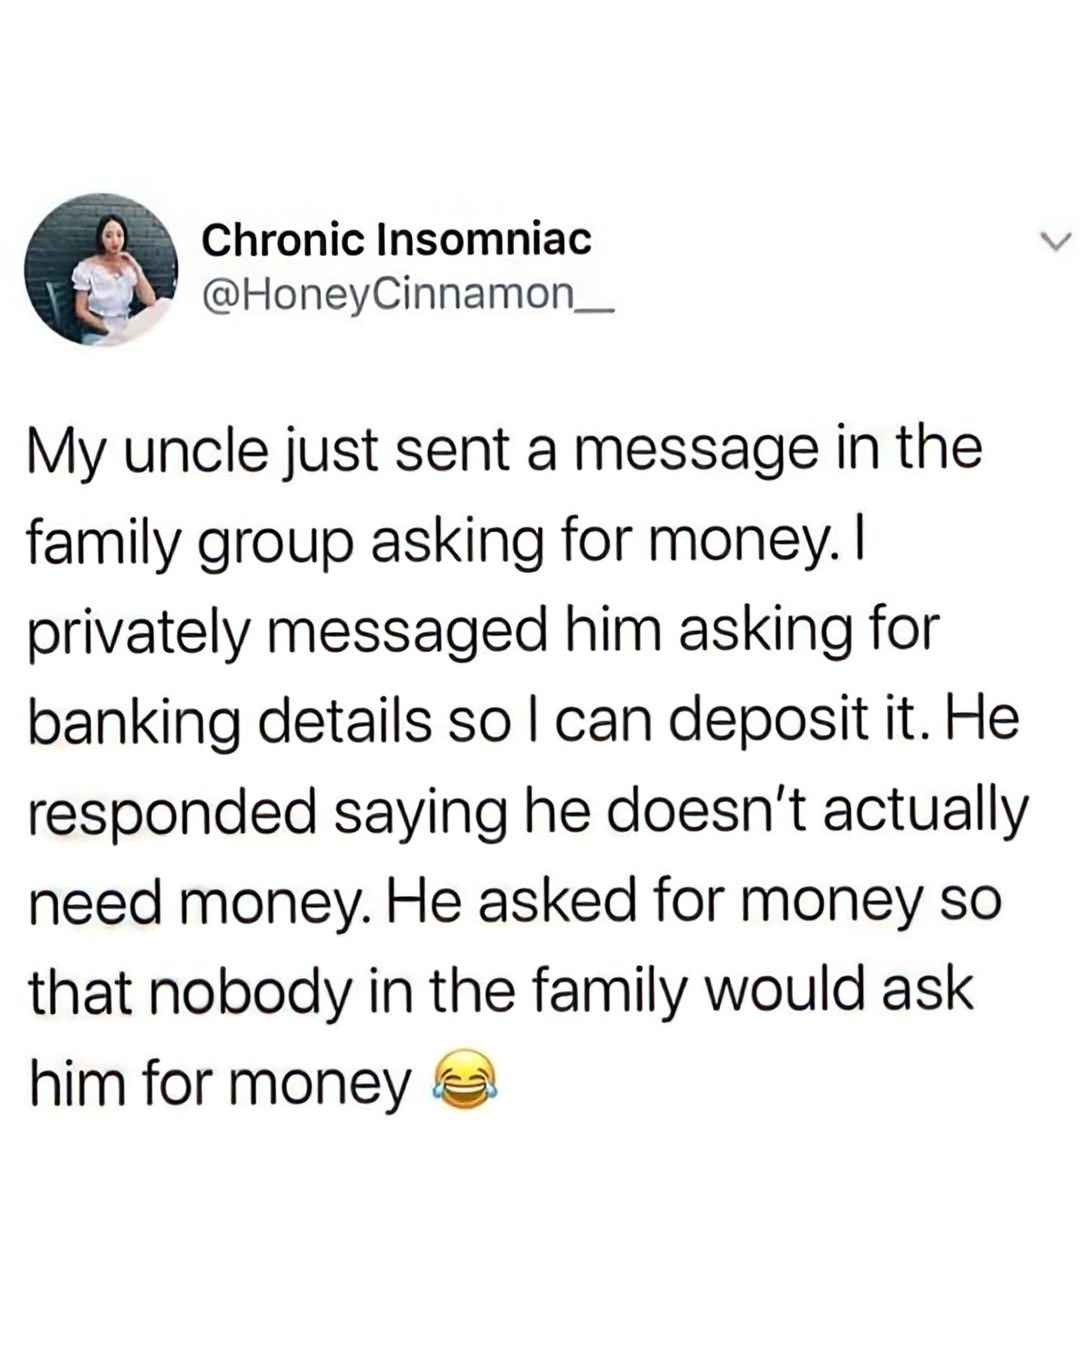 Chronic Insomniac
@HoneyCinnamon__
My uncle just sent a message in the
family group asking for money. I
privately messaged him asking for
banking details so I can deposit it. He
responded saying he doesn't actually
need money. He asked for money so
that nobody in the family would ask
him for money 😂